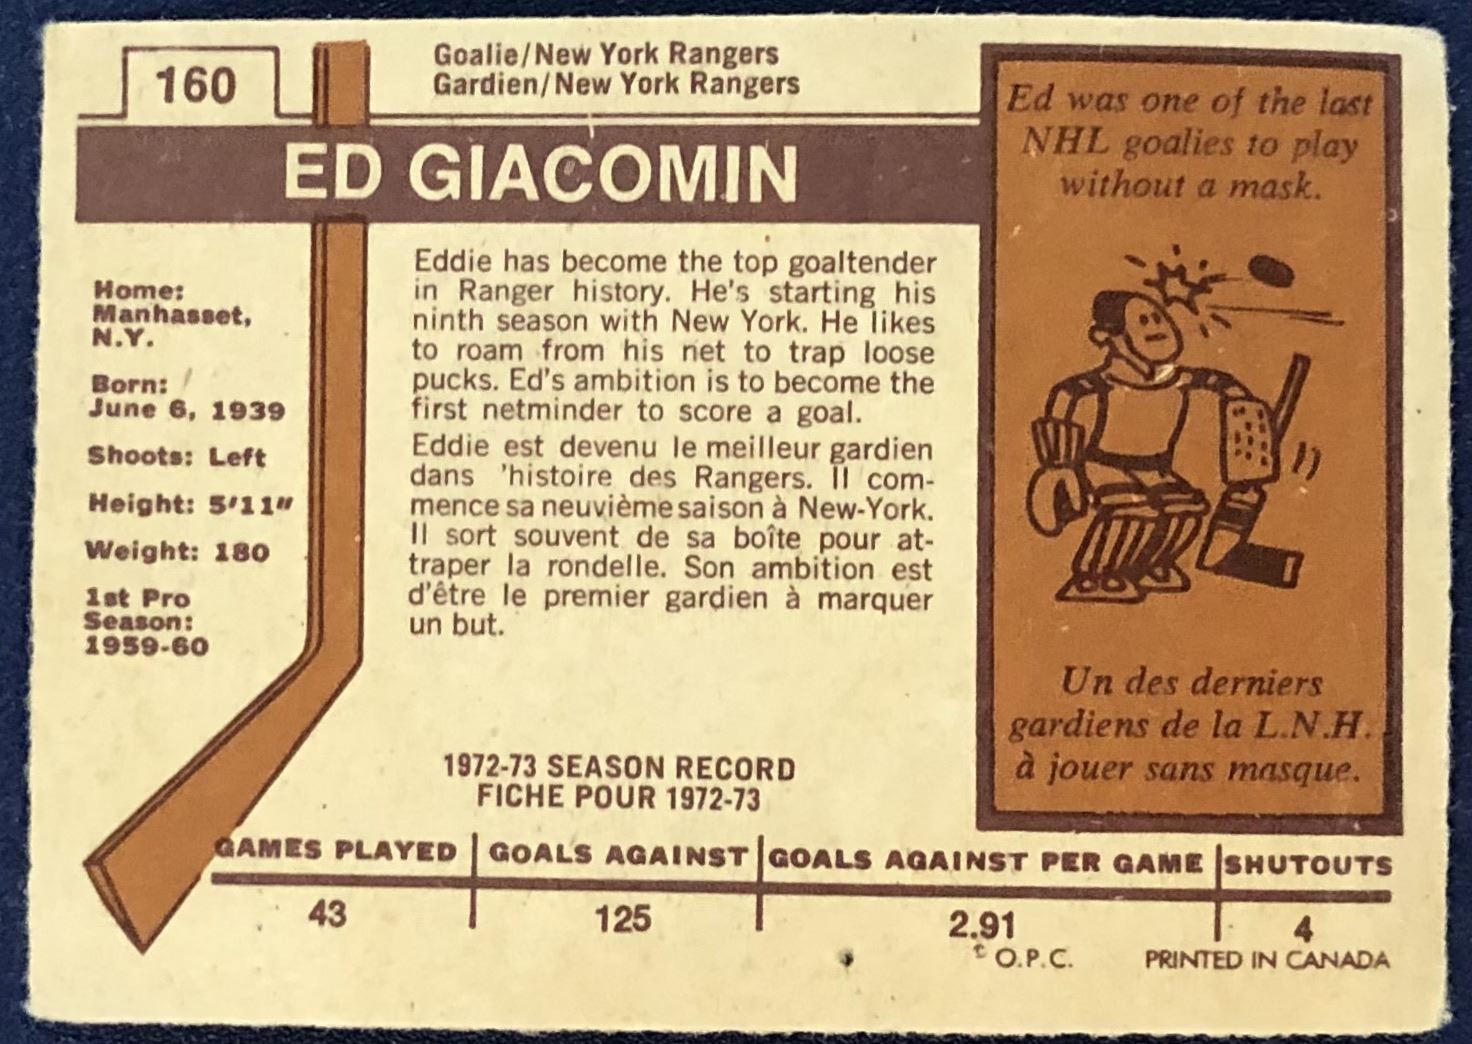 160
Goalie/New York Rangers
Gardien/New York Rangers
ED GIACOMIN
Home:
Manhasset,
N.Y.
Born:
June 6, 1939
Shoots: Left
Height: 5'11"
Weight: 180
1st Pro
Season:
1959-60
Eddie has become the top goaltender
in Ranger history. He's starting his
ninth season with New York. He likes
to roam from his net to trap loose
pucks. Ed's ambition is to become the
first netminder to score a goal.
Eddie est devenu le meilleur gardien
dans 'histoire des Rangers. Il com-
mence sa neuvième saison à New-York.
Il sort souvent de sa boîte pour at-
traper la rondelle. Son ambition est
d'être le premier gardien à marquer
un but.
Ed was one of the last
NHL goalies to play
without a mask.
Un des derniers
gardiens de la L.N.H.
à jouer sans masque.
1972-73 SEASON RECORD
FICHE POUR 1972-73
GAMES PLAYED GOALS AGAINST GOALS AGAINST PER GAME SHUTOUTS
43 125 2.91 4
© O.P.C. PRINTED IN CANADA